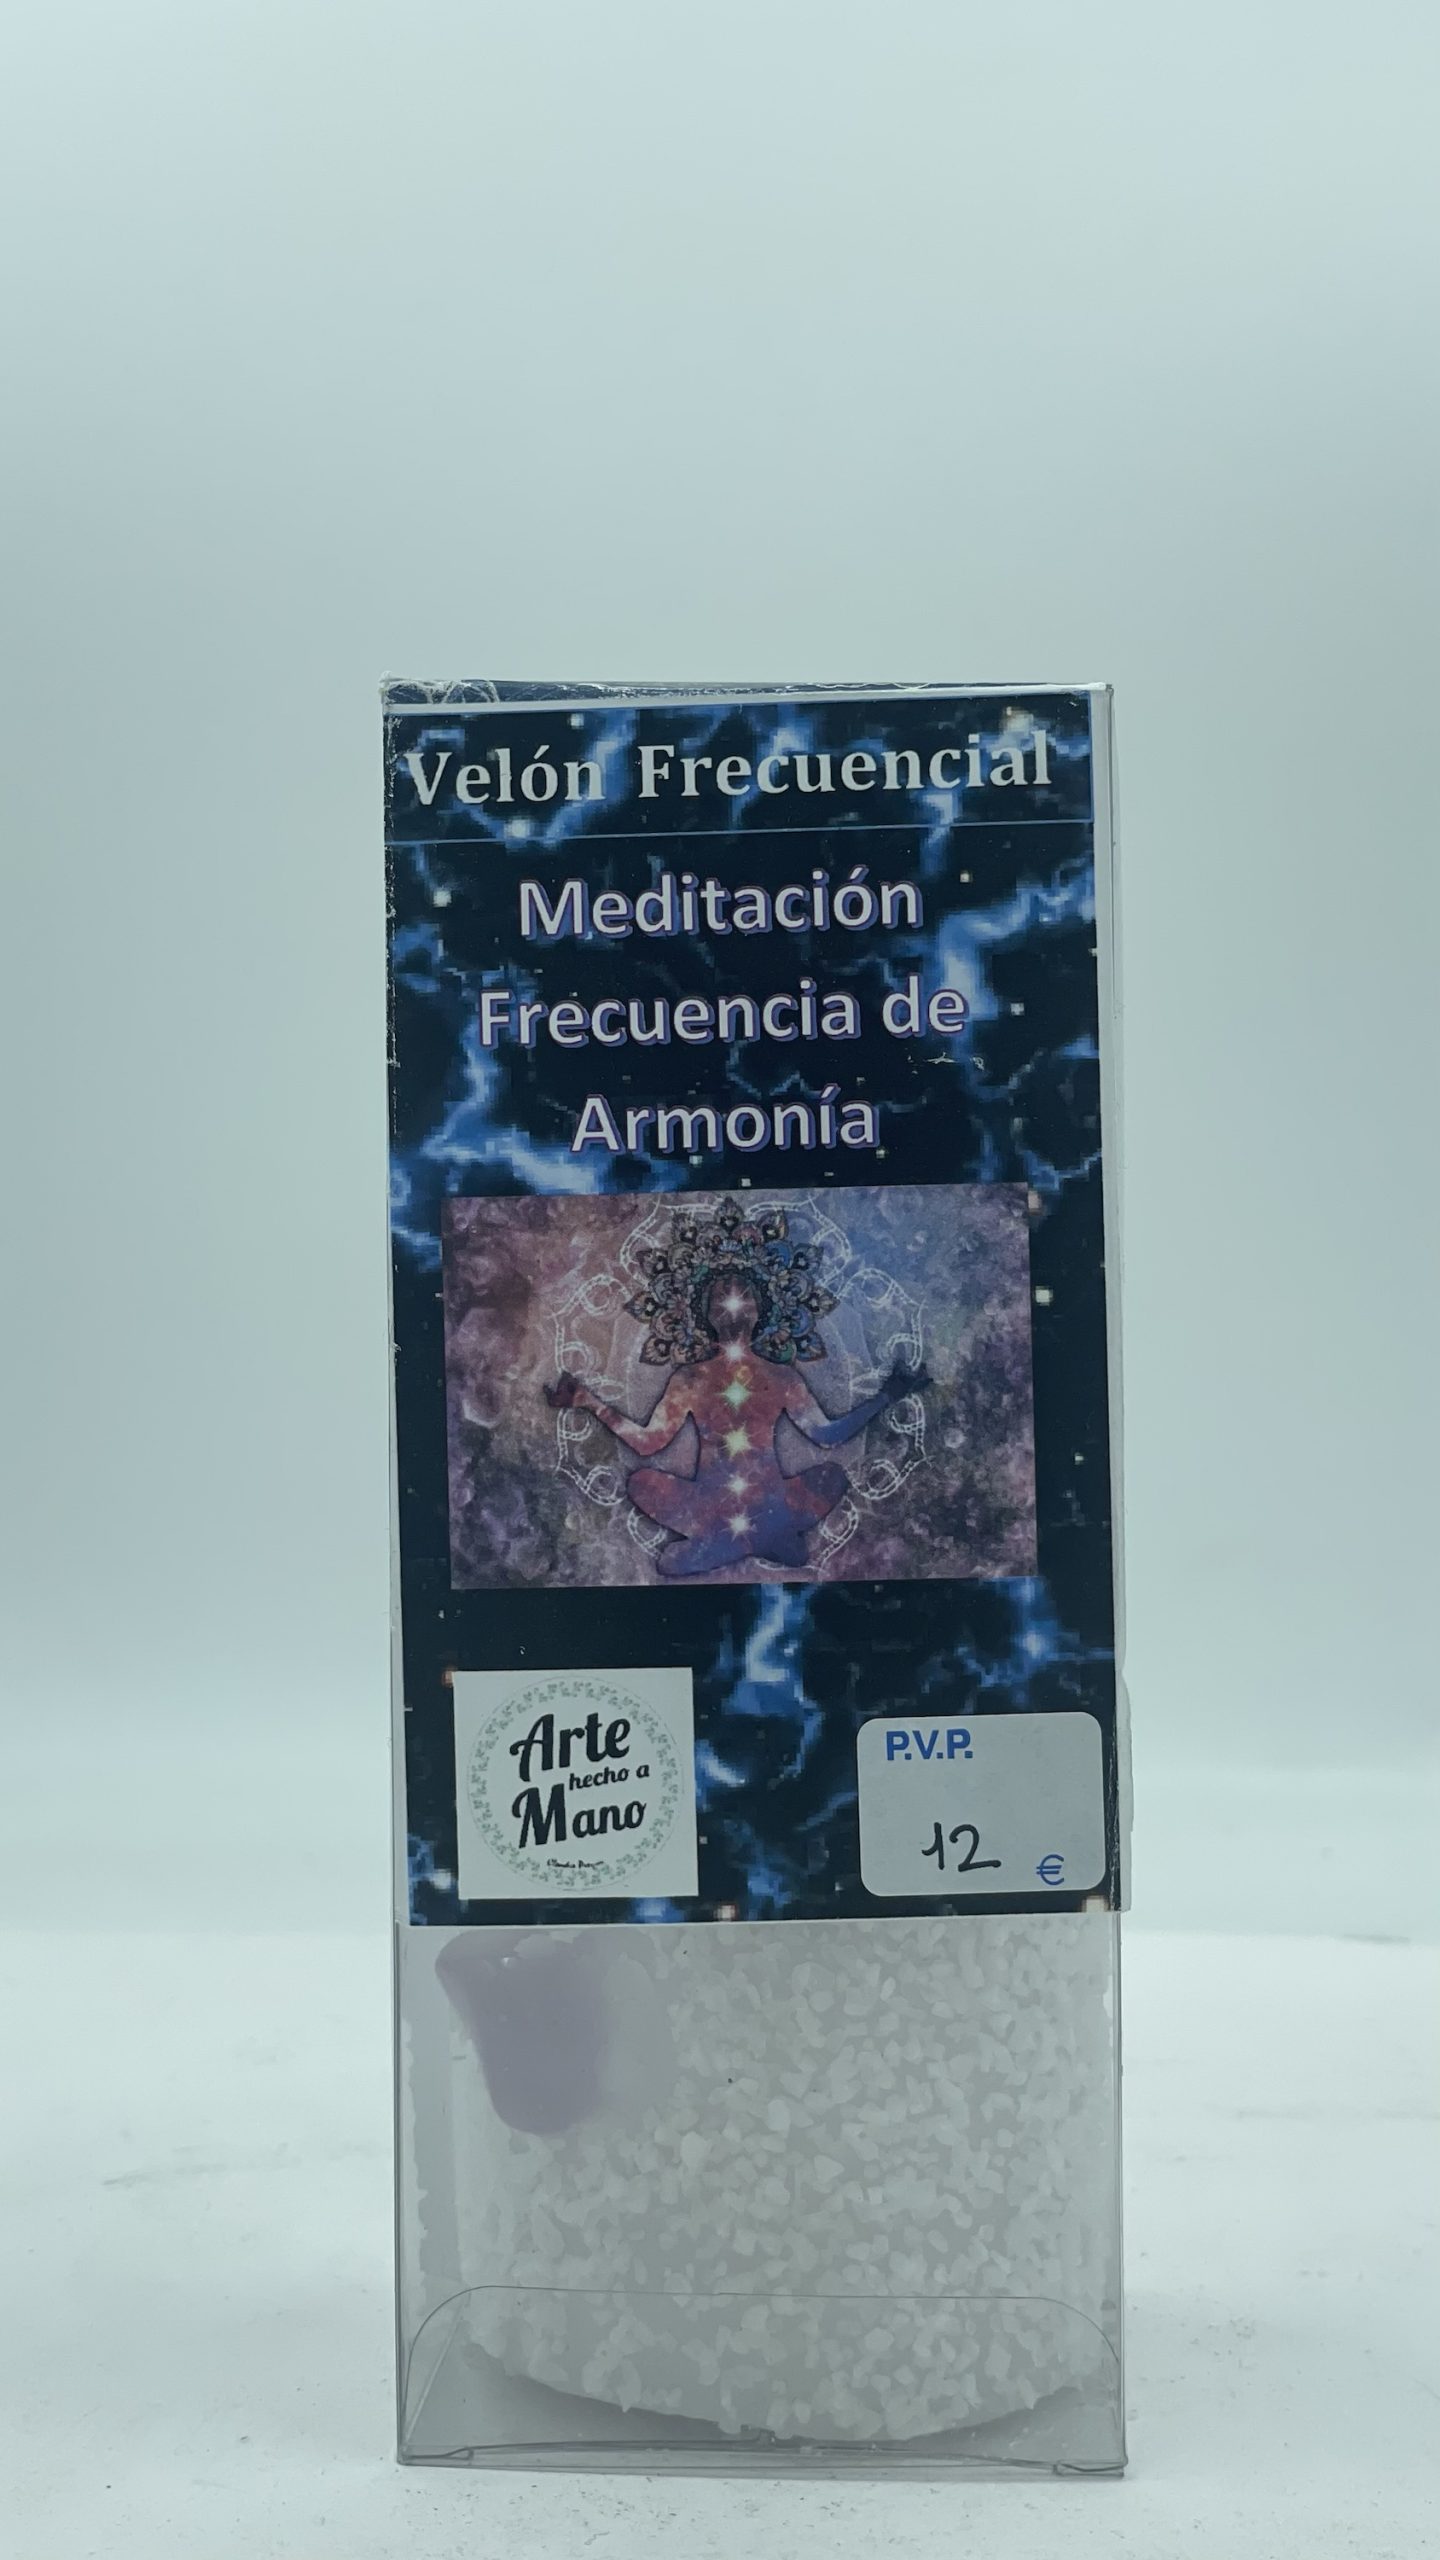 Velón Frecuencial
Meditación
Frecuencia de
Armonía
Arte
hecho a
Mano
P.V.P.
12 €